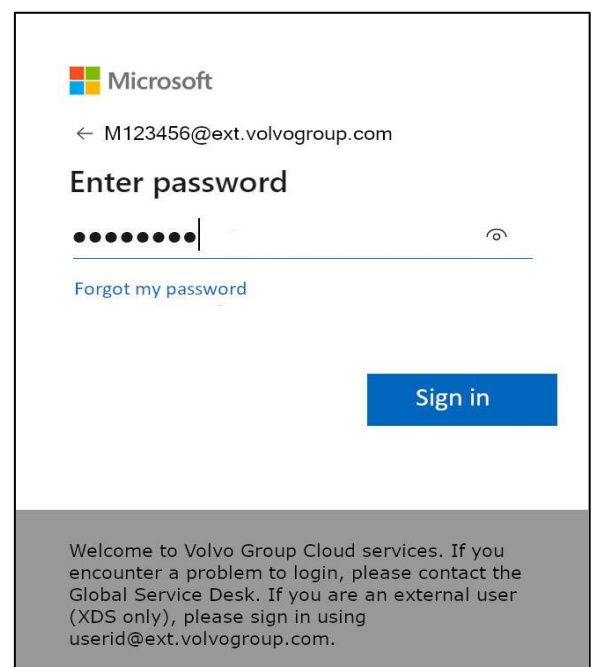 Microsoft
← M123456@ext.volvogroup.com
Enter password
●●●●●●●●
Forgot my password
Sign in
Welcome to Volvo Group Cloud services. If you
encounter a problem to login, please contact the
Global Service Desk. If you are an external user
(XDS only), please sign in using
userid@ext.volvogroup.com.